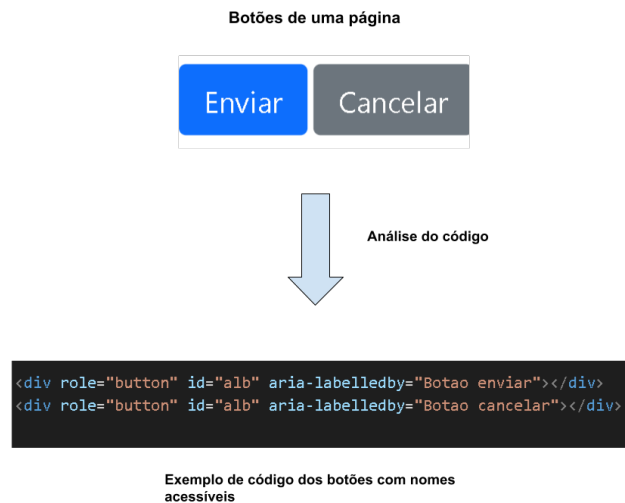 Botões de uma página
Enviar
Cancelar
Análise do código
<div role="button" id="alb" aria-labelledby="Botao enviar"></div>
<div role="button" id="alb" aria-labelledby="Botao cancelar"></div>
Exemplo de código dos botões com nomes
acessíveis